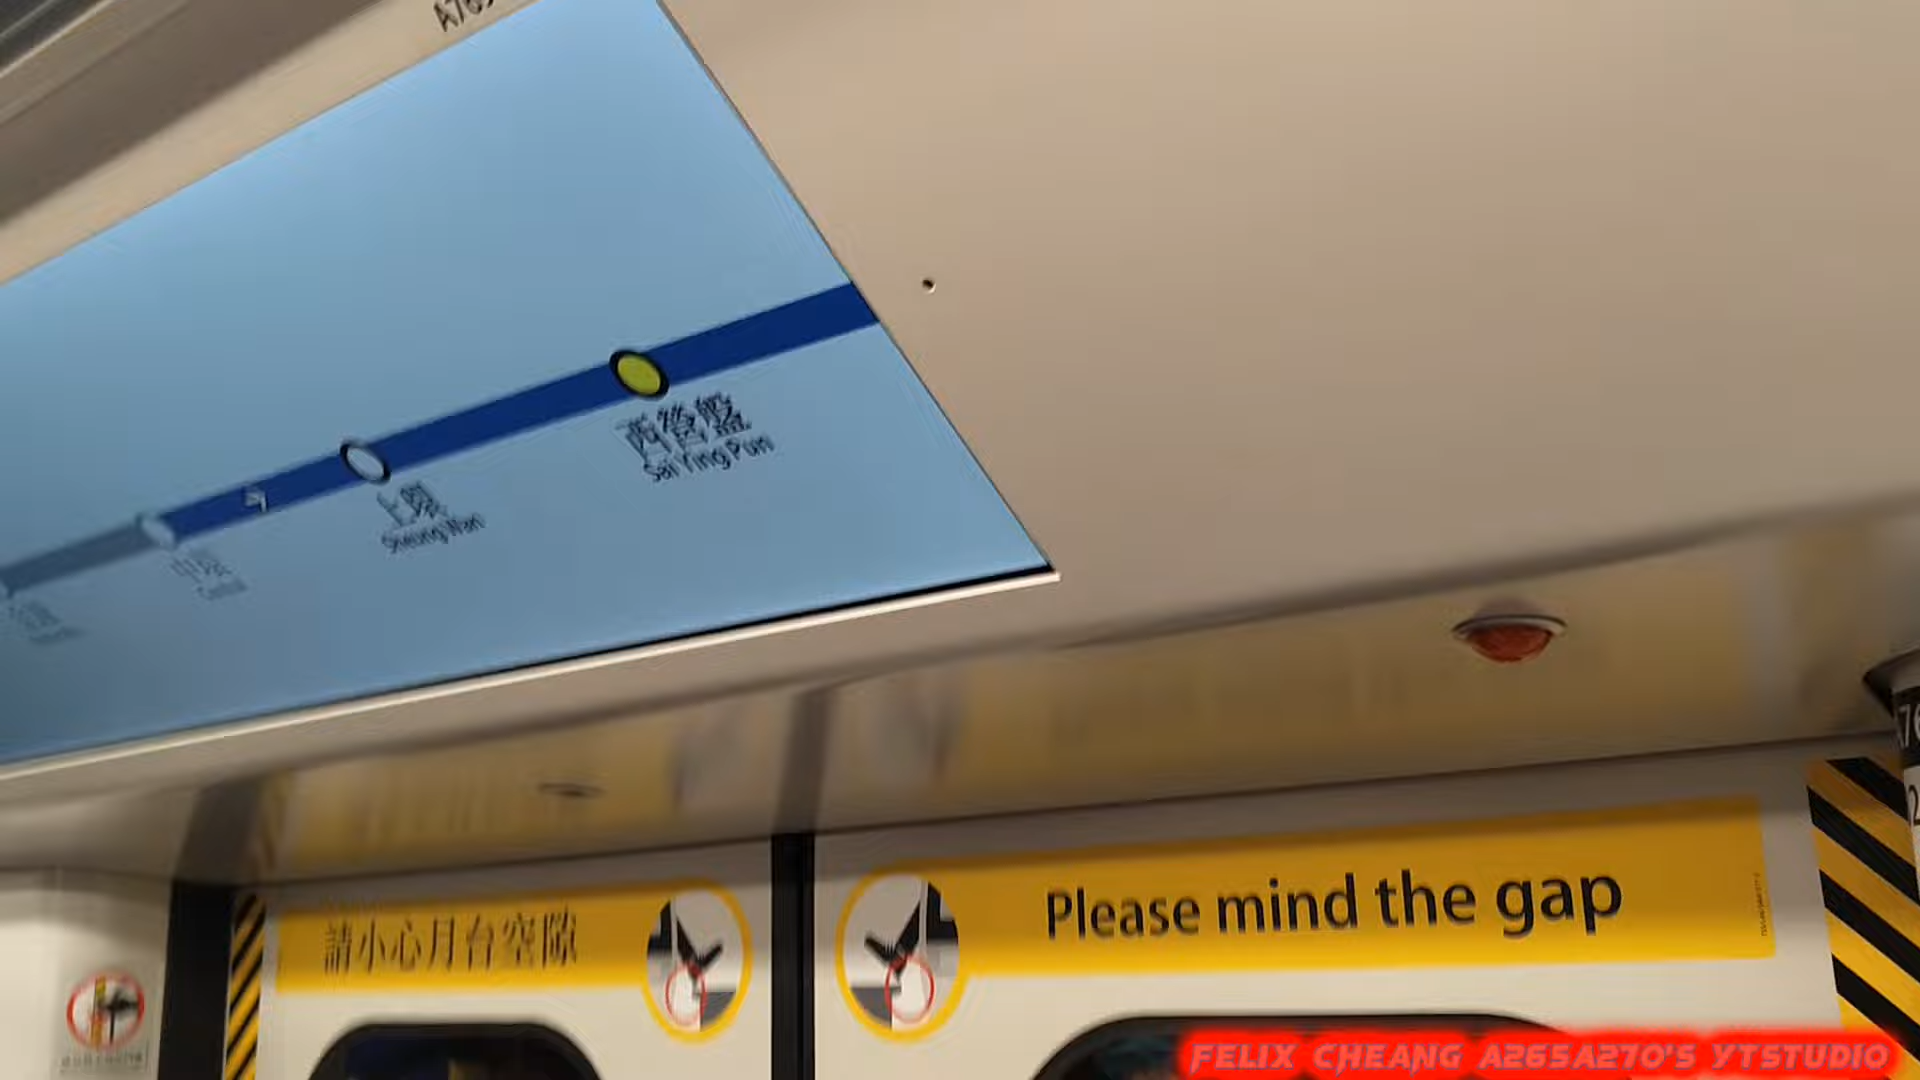 西營盤
Sai Ying Pun
上環
Sheung Wan
中環
Central
請小心月台空隙
Please mind the gap
FELIX CHEANG A265A270'S YTSTUDIO